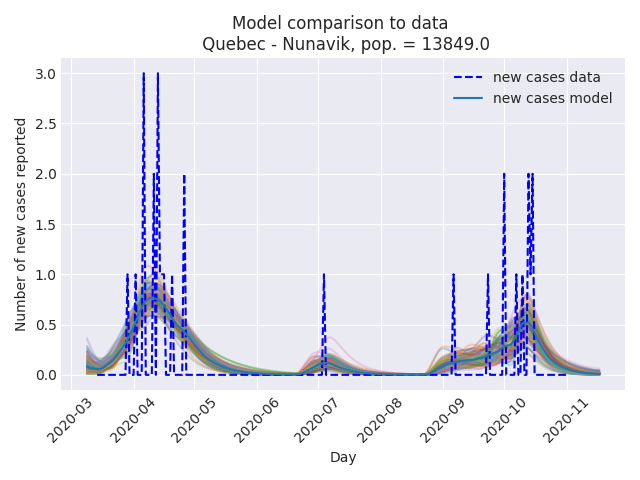 Model comparison to data
Quebec - Nunavik, pop. = 13849.0
new cases data
new cases model
Number of new cases reported
3.0
2.5
2.0
1.5
1.0
0.5
0.0
2020-03
2020-04
2020-05
2020-06
2020-07
2020-08
2020-09
2020-10
2020-11
Day